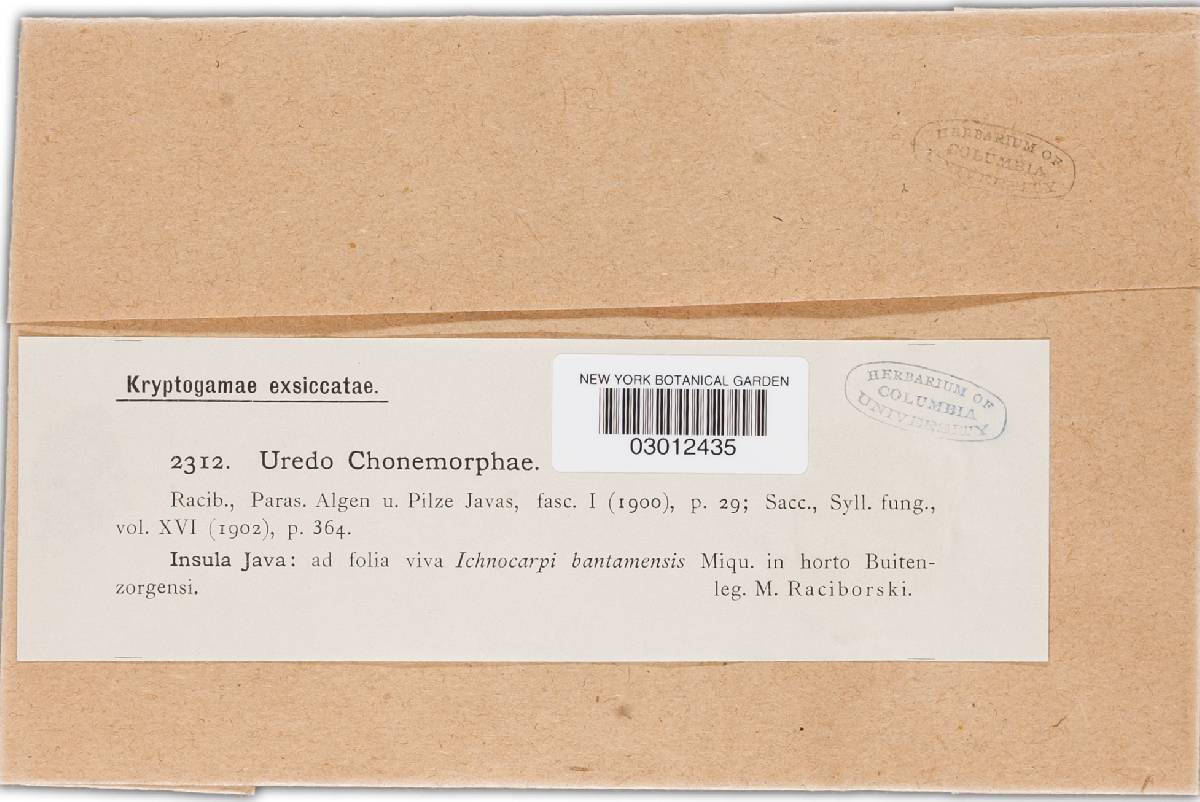 HERBARIUM OF
COLUMBIA
UNIVERSITY
Kryptogamae exsiccatae.
NEW YORK BOTANICAL GARDEN
03012435
HERBARIUM OF
COLUMBIA
UNIVERSITY
2312. Uredo Chonemorphae.
Racib., Paras. Algen u. Pilze Javas, fasc. I (1900), p. 29; Sacc., Syll. fung.,
vol. XVI (1902), p. 364.
Insula Java: ad folia viva Ichnocarpi bantamensis Miqu. in horto Buiten-
zorgensi. leg. M. Raciborski.